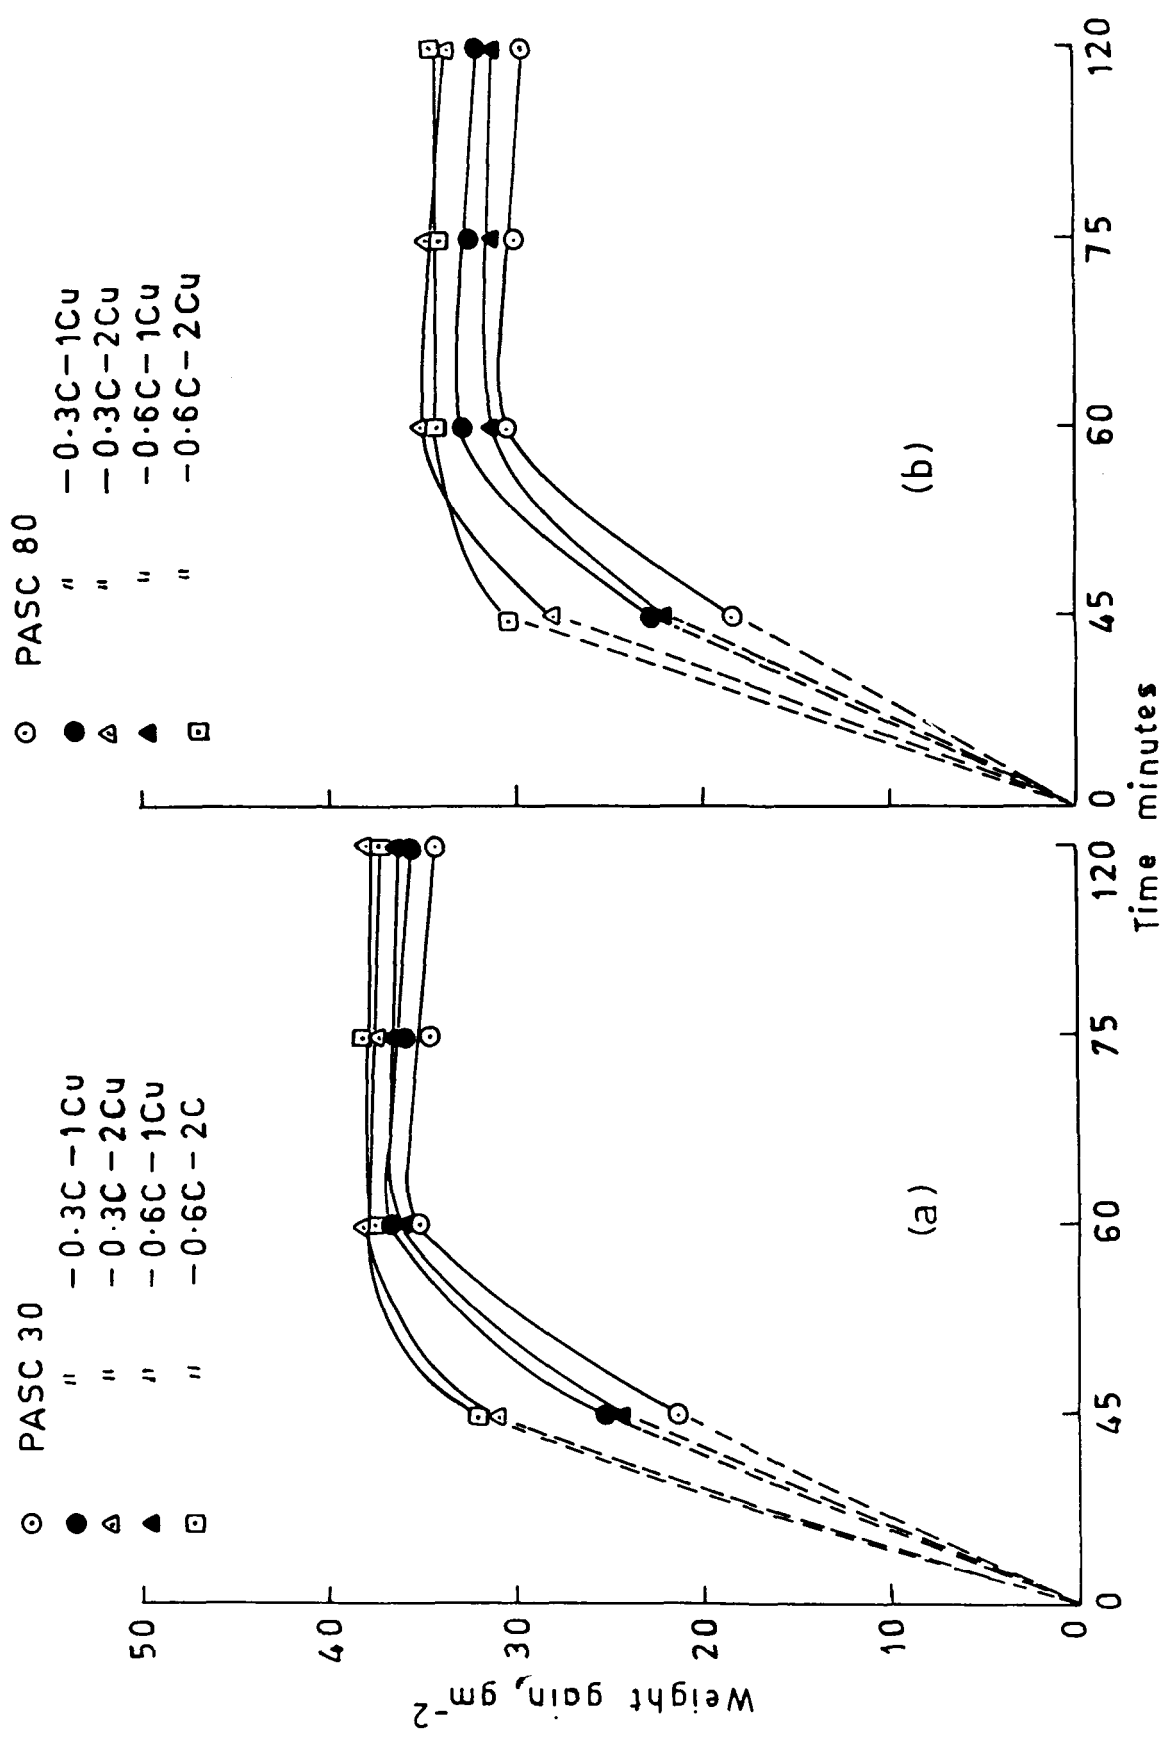 PASC 30
" -0·3C-1Cu
" -0·3C-2Cu
" -0·6C-1Cu
" -0·6C-2C
PASC 80
" -0·3C-1Cu
" -0·3C-2Cu
" -0·6C-1Cu
" -0·6C-2Cu
Weight gain, gm⁻²
50
40
30
20
10
0
(a)
(b)
0 45 60 75 120
0 45 60 75 120
Time minutes